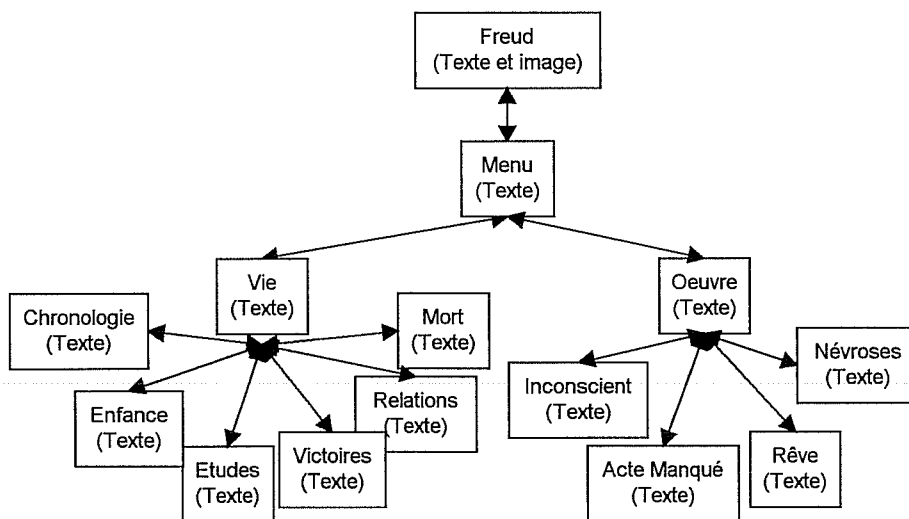 Freud
(Texte et image)
Menu
(Texte)
Vie
(Texte)
Oeuvre
(Texte)
Chronologie
(Texte)
Mort
(Texte)
Névroses
(Texte)
Inconscient
(Texte)
Enfance
(Texte)
Relations
(Texte)
Etudes
(Texte)
Victoires
(Texte)
Acte Manqué
(Texte)
Rêve
(Texte)